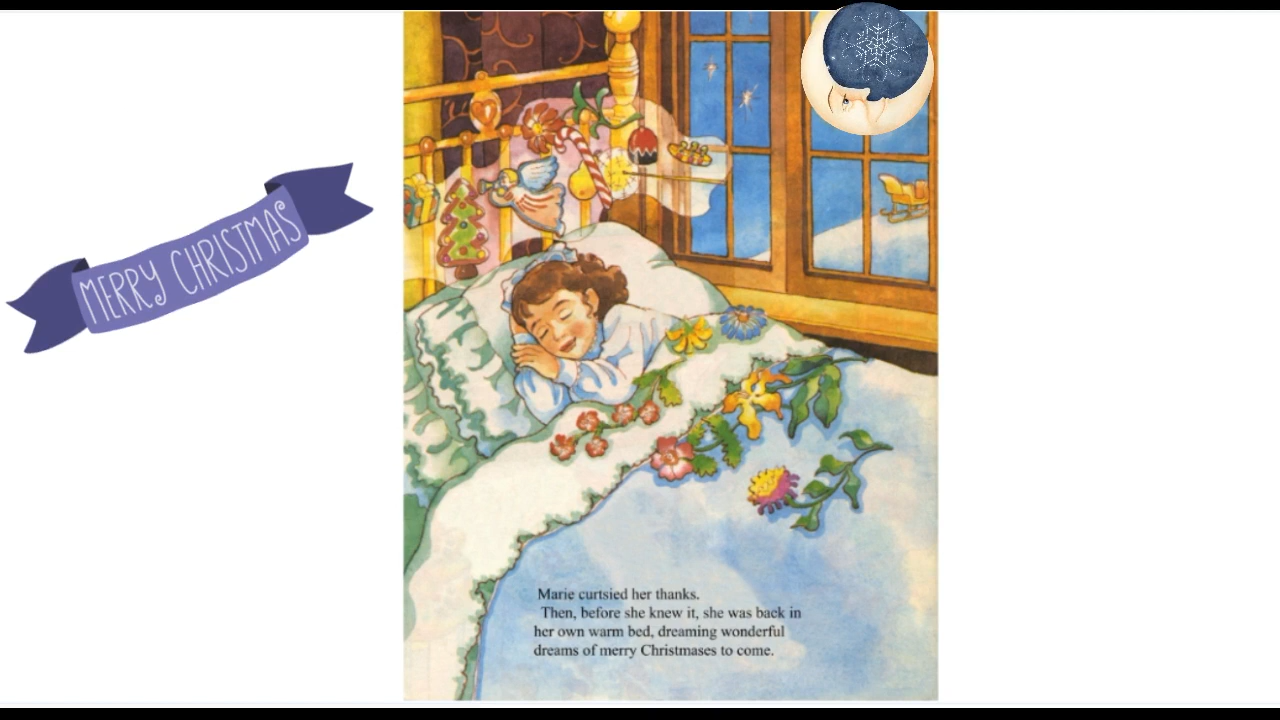 MERRY CHRISTMAS
Marie curtsied her thanks.
Then, before she knew it, she was back in
her own warm bed, dreaming wonderful
dreams of merry Christmases to come.